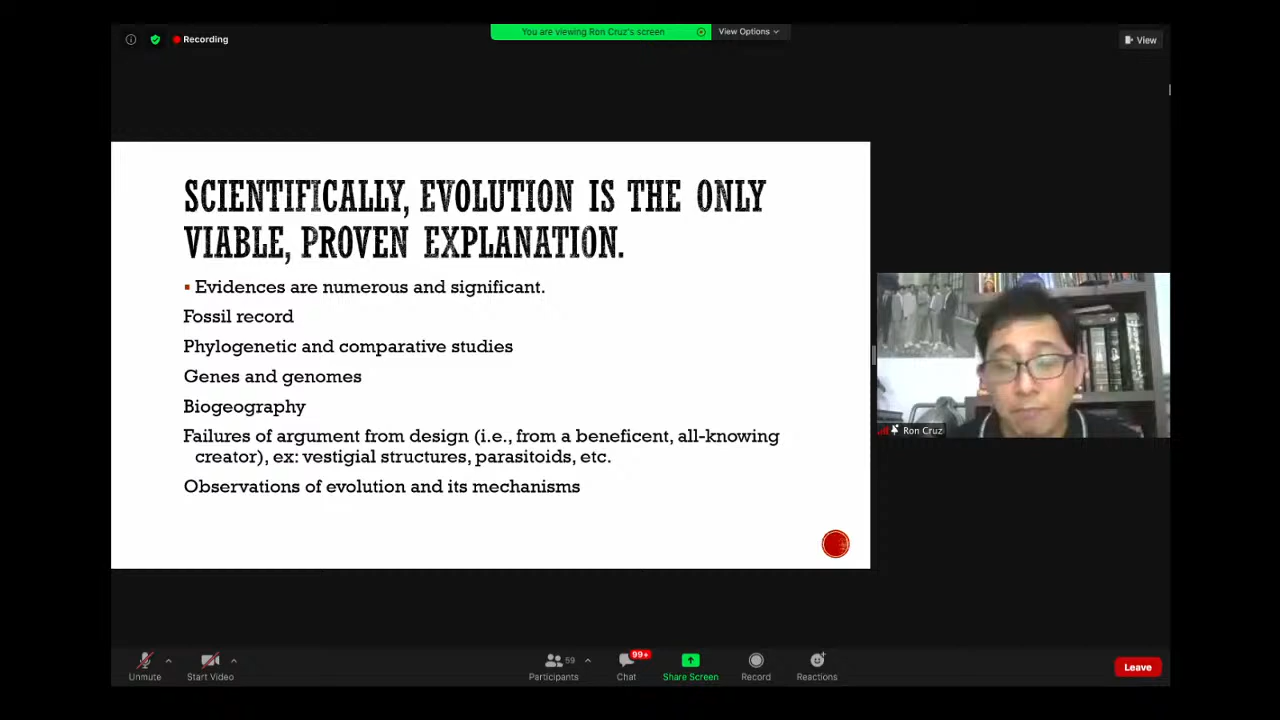 Recording
You are viewing Ron Cruz's screen
View Options
View
SCIENTIFICALLY, EVOLUTION IS THE ONLY
VIABLE, PROVEN EXPLANATION.
▪ Evidences are numerous and significant.
Fossil record
Phylogenetic and comparative studies
Genes and genomes
Biogeography
Failures of argument from design (i.e., from a beneficent, all-knowing
creator), ex: vestigial structures, parasitoids, etc.
Observations of evolution and its mechanisms
Ron Cruz
Unmute
Start Video
59
Participants
99+
Chat
Share Screen
Record
Reactions
Leave